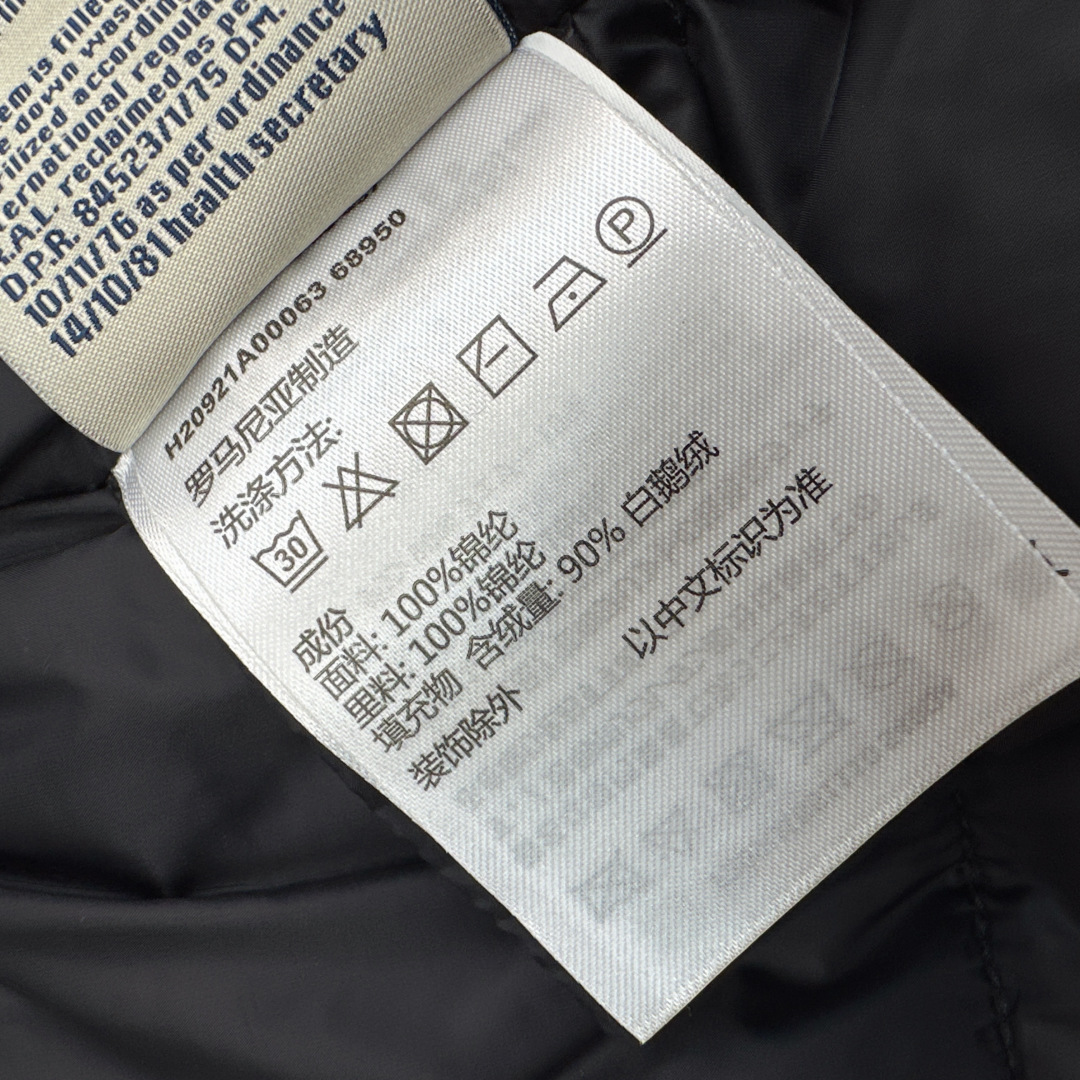 em is filled
e down wash
rilized according
ernational regula
.A.L. reclaimed as pe
D.P.R. 84523/1/75 D.M.
10/11/76 as per ordinance
14/10/81 health secretary
H20921A00063 68950
罗马尼亚制造
洗涤方法:
30
P
成份
面料: 100%锦纶
里料: 100%锦纶
填充物 含绒量: 90% 白鹅绒
装饰除外
以中文标识为准